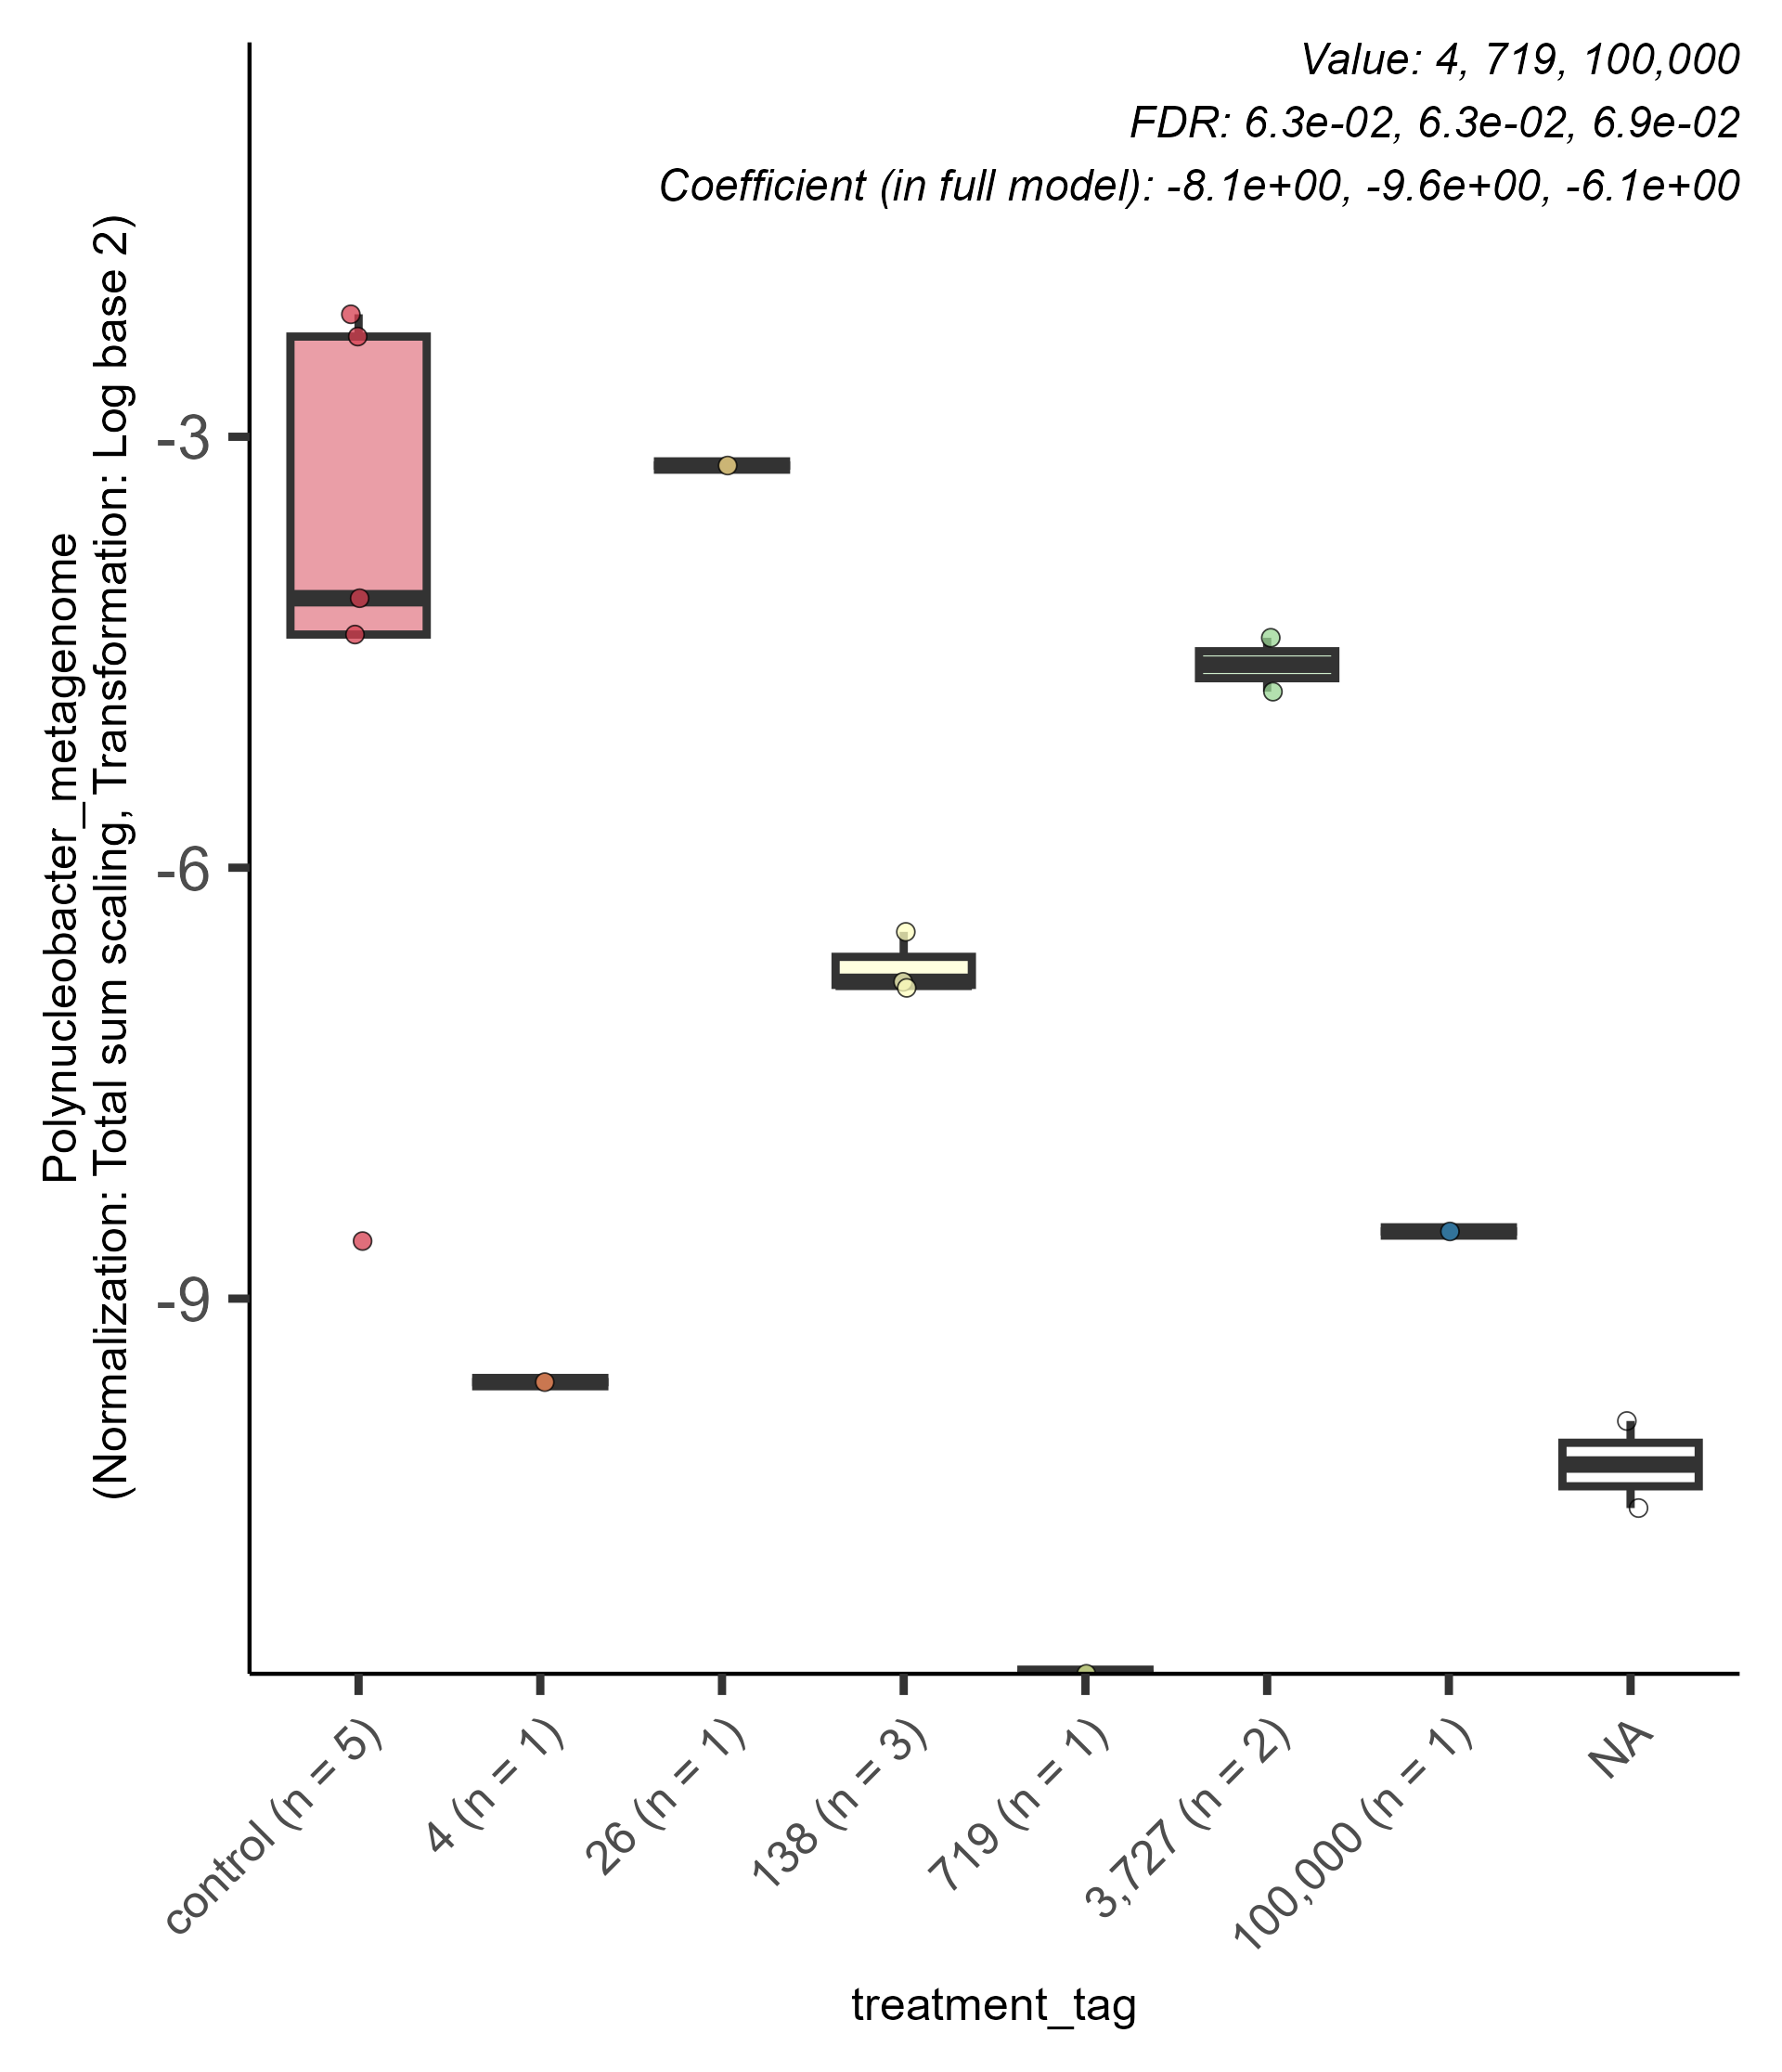 Value: 4, 719, 100,000
FDR: 6.3e-02, 6.3e-02, 6.9e-02
Coefficient (in full model): -8.1e+00, -9.6e+00, -6.1e+00
Polynucleobacter_metagenome
(Normalization: Total sum scaling, Transformation: Log base 2)
-3
-6
-9
control (n = 5)
4 (n = 1)
26 (n = 1)
138 (n = 3)
719 (n = 1)
3,727 (n = 2)
100,000 (n = 1)
NA
treatment_tag